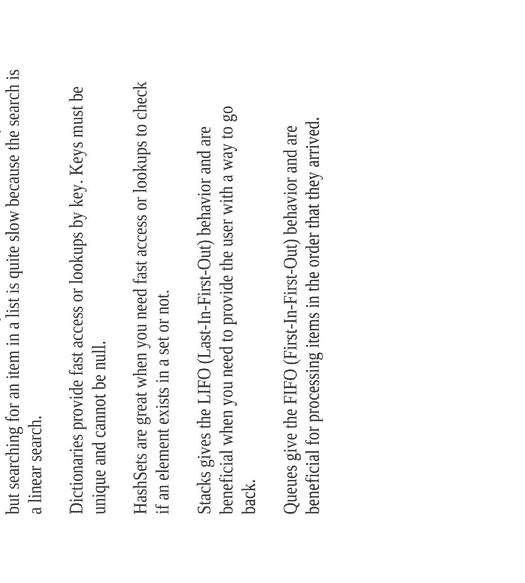 but searching for an item in a list is quite slow because the search is
a linear search.
Dictionaries provide fast access or lookups by key. Keys must be
unique and cannot be null.
HashSets are great when you need fast access or lookups to check
if an element exists in a set or not.
Stacks gives the LIFO (Last-In-First-Out) behavior and are
beneficial when you need to provide the user with a way to go
back.
Queues give the FIFO (First-In-First-Out) behavior and are
beneficial for processing items in the order that they arrived.